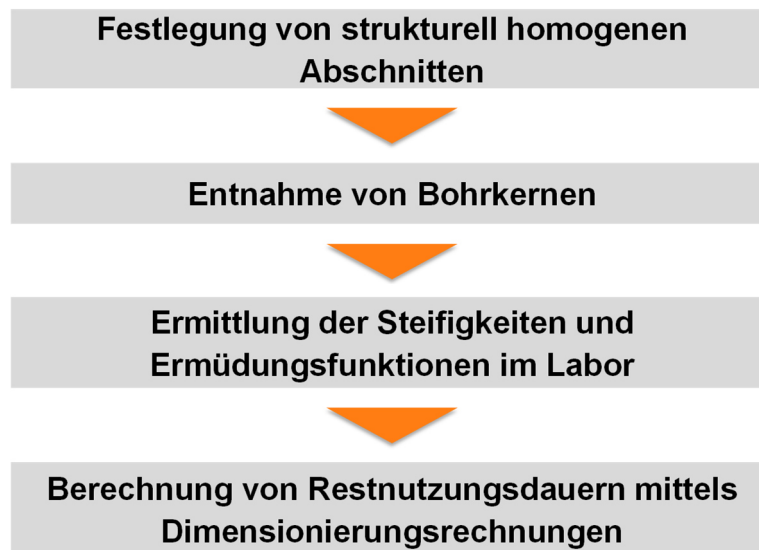 Festlegung von strukturell homogenen
Abschnitten
Entnahme von Bohrkernen
Ermittlung der Steifigkeiten und
Ermüdungsfunktionen im Labor
Berechnung von Restnutzungsdauern mittels
Dimensionierungsrechnungen